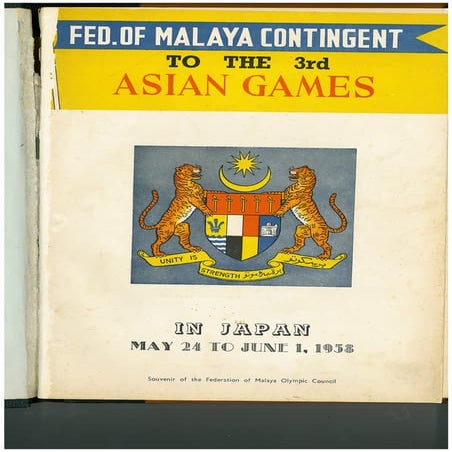 FED. OF MALAYA CONTINGENT
TO THE 3rd
ASIAN GAMES
UNITY IS
STRENGTH
IN JAPAN
MAY 24 TO JUNE 1, 1958
Souvenir of the Federation of Malaya Olympic Council